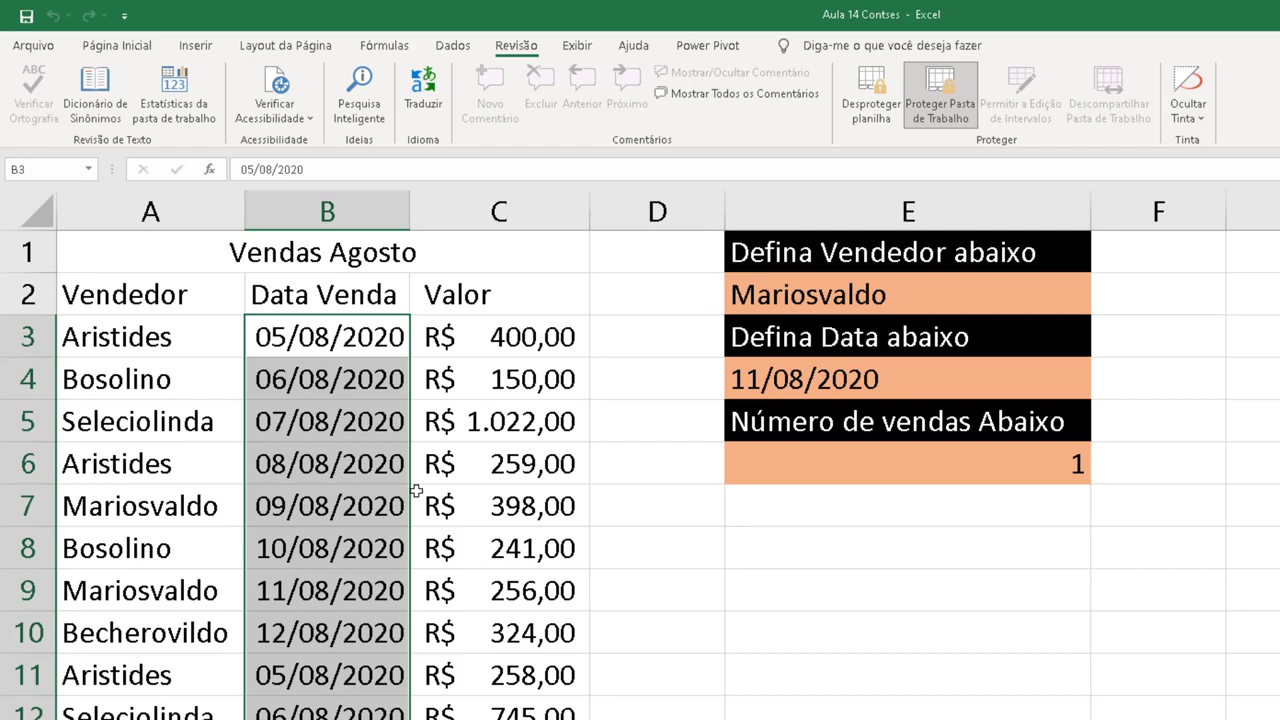 Aula 14 Contses - Excel
Arquivo Página Inicial Inserir Layout da Página Fórmulas Dados Revisão Exibir Ajuda Power Pivot Diga-me o que você deseja fazer
ABC
Verificar Ortografia
Dicionário de Sinônimos
123
Estatísticas da pasta de trabalho
Verificar Acessibilidade
Pesquisa Inteligente
Traduzir
Novo Comentário
Excluir
Anterior
Próximo
Mostrar/Ocultar Comentário
Mostrar Todos os Comentários
Desproteger planilha
Proteger Pasta de Trabalho
Permitir a Edição de Intervalos
Descompartilhar Pasta de Trabalho
Ocultar Tinta
Revisão de Texto Acessibilidade Ideias Idioma Comentários Proteger Tinta
B3 fx 05/08/2020
A B C D E F
1 Vendas Agosto Defina Vendedor abaixo
2 Vendedor Data Venda Valor Mariosvaldo
3 Aristides 05/08/2020 R$ 400,00 Defina Data abaixo
4 Bosolino 06/08/2020 R$ 150,00 11/08/2020
5 Seleciolinda 07/08/2020 R$ 1.022,00 Número de vendas Abaixo
6 Aristides 08/08/2020 R$ 259,00 1
7 Mariosvaldo 09/08/2020 R$ 398,00
8 Bosolino 10/08/2020 R$ 241,00
9 Mariosvaldo 11/08/2020 R$ 256,00
10 Becherovildo 12/08/2020 R$ 324,00
11 Aristides 05/08/2020 R$ 258,00
12 Seleciolinda 06/08/2020 R$ 745,00